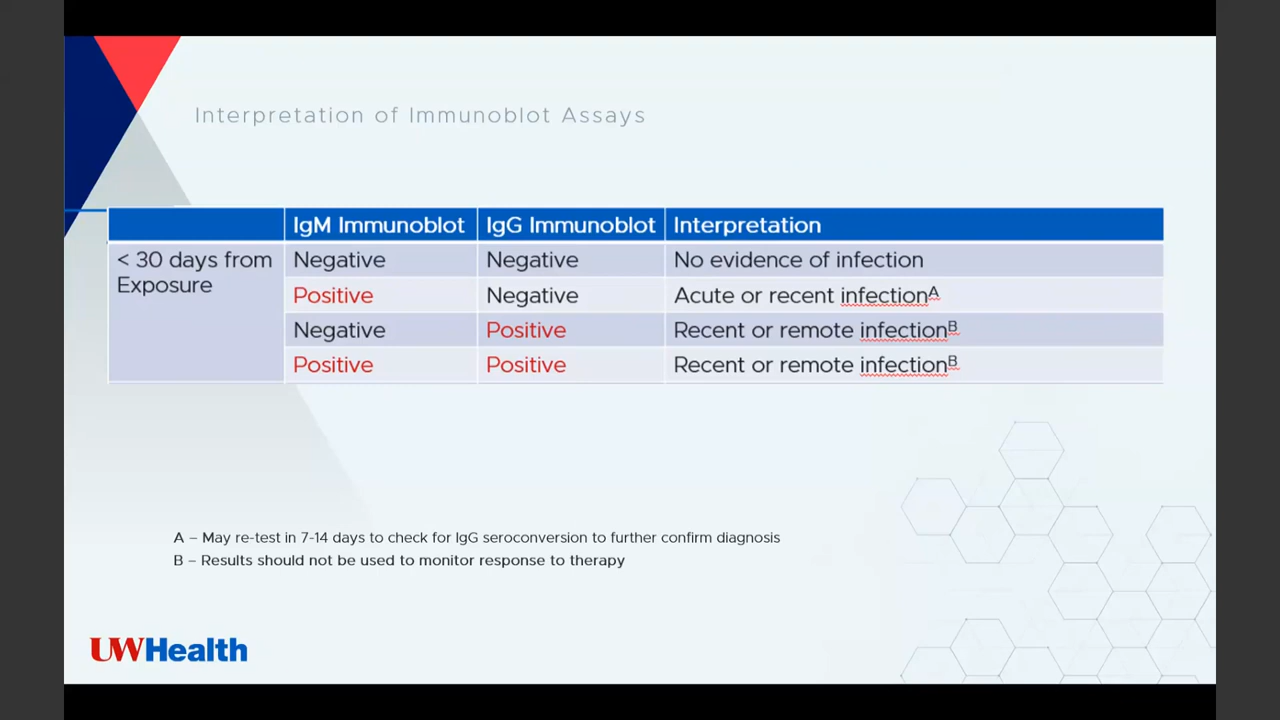 Interpretation of Immunoblot Assays
IgM Immunoblot IgG Immunoblot Interpretation
< 30 days from Exposure Negative Negative No evidence of infection
Positive Negative Acute or recent infectionᴬ
Negative Positive Recent or remote infectionᴮ
Positive Positive Recent or remote infectionᴮ
A – May re-test in 7-14 days to check for IgG seroconversion to further confirm diagnosis
B – Results should not be used to monitor response to therapy
UWHealth